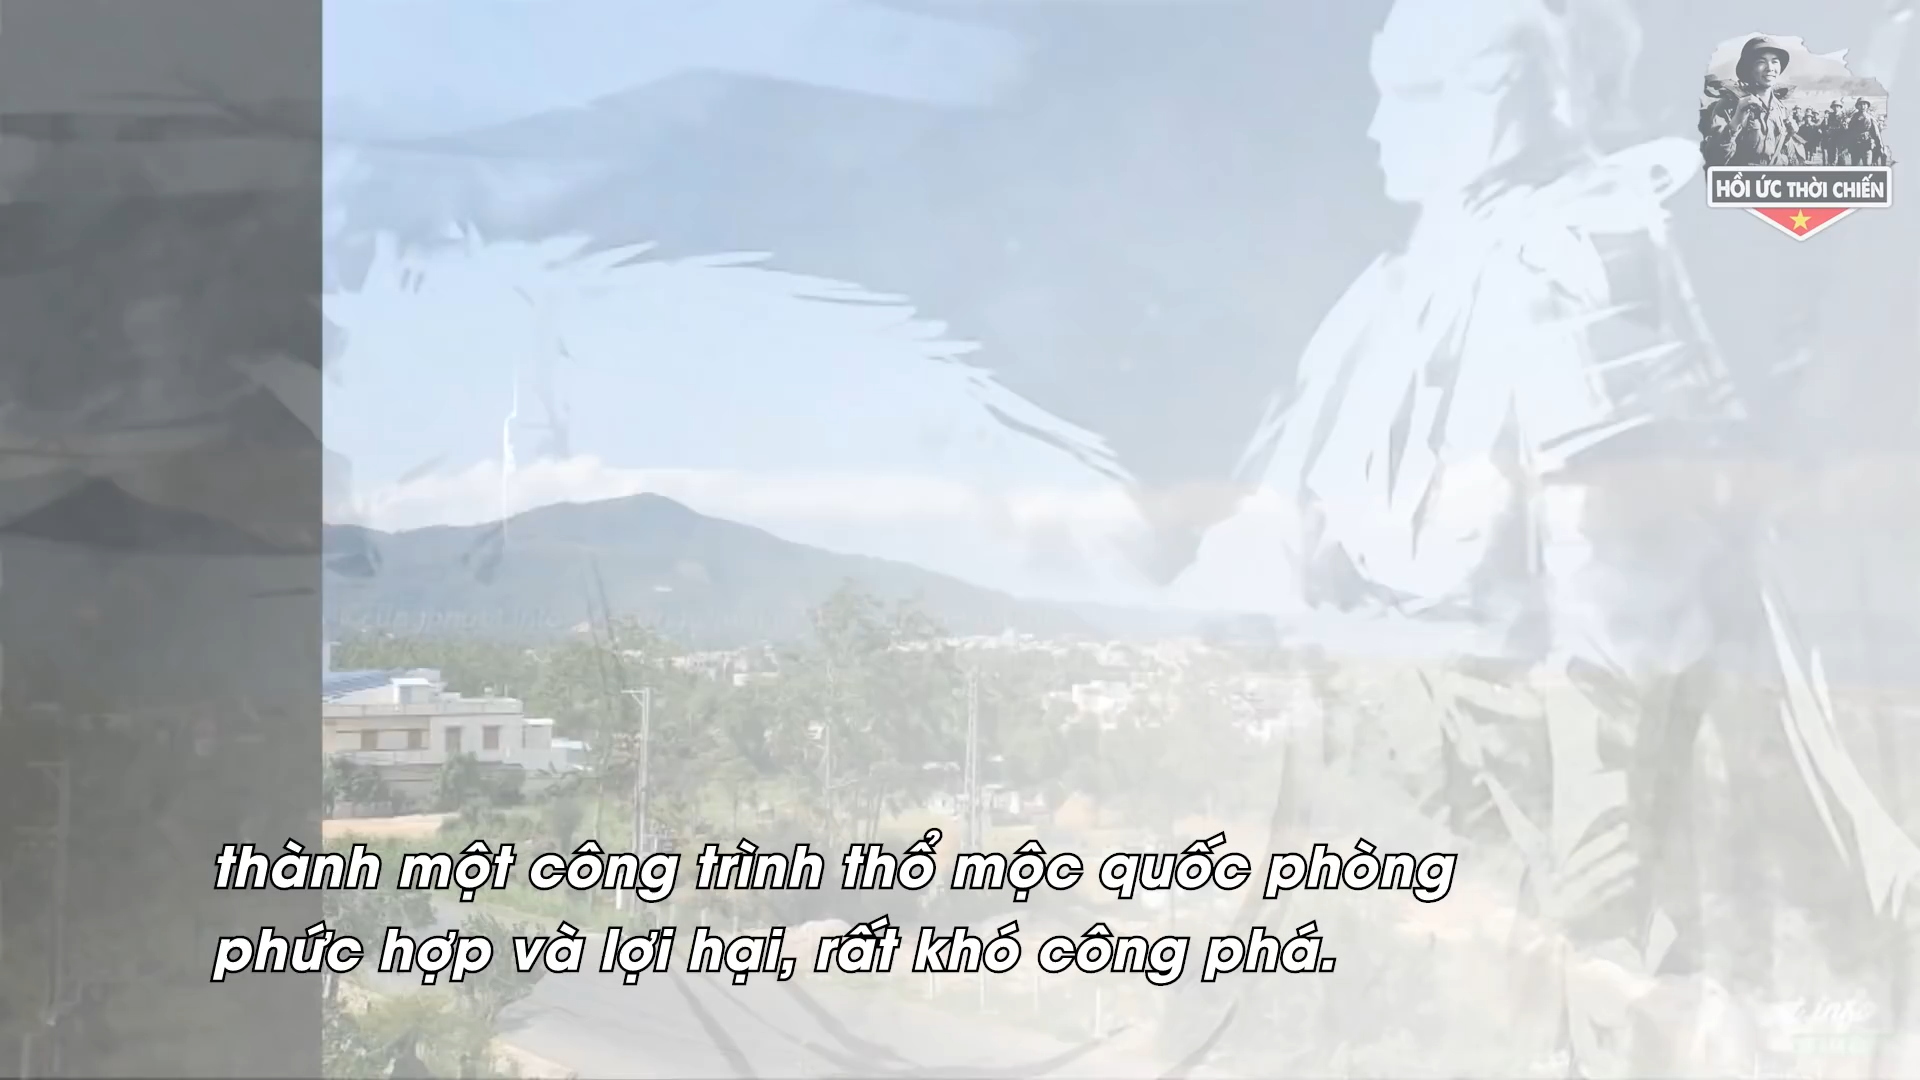 HỒI ỨC THỜI CHIẾN
thành một công trình thổ mộc quốc phòng
phức hợp và lợi hại, rất khó công phá.